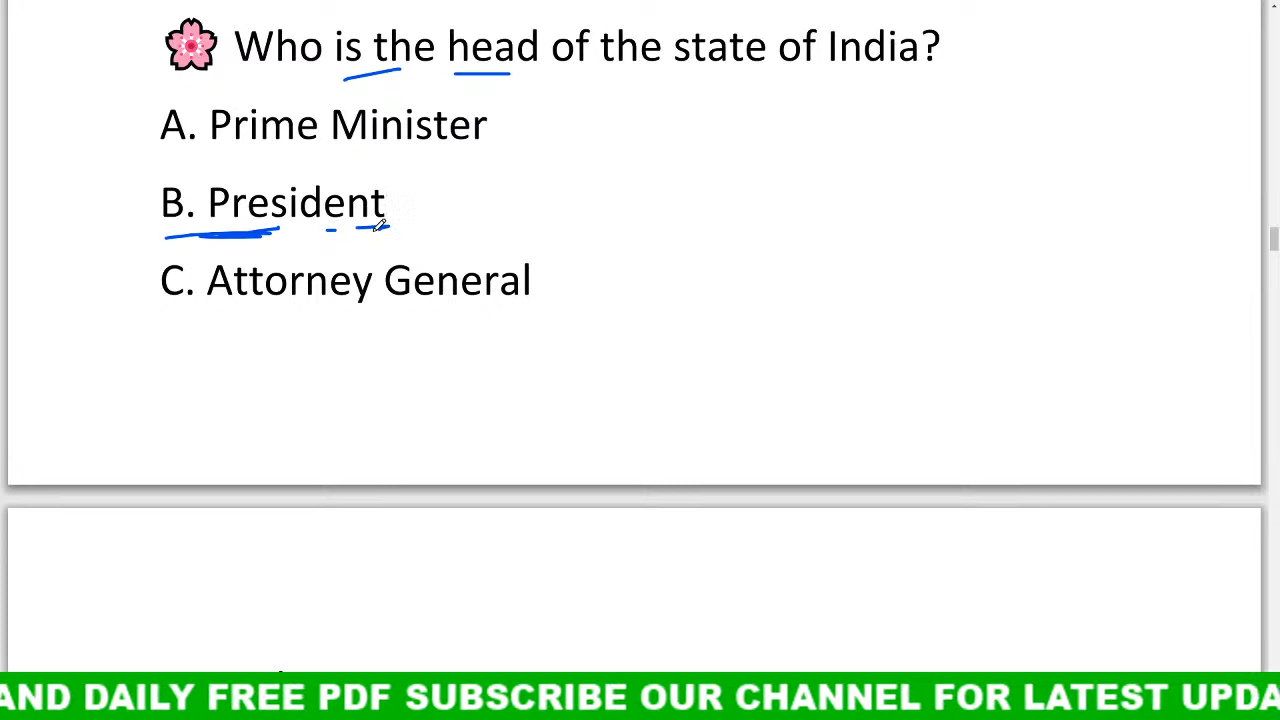 🌸 Who is the head of the state of India?
A. Prime Minister
B. President
C. Attorney General
AND DAILY FREE PDF SUBSCRIBE OUR CHANNEL FOR LATEST UPDA